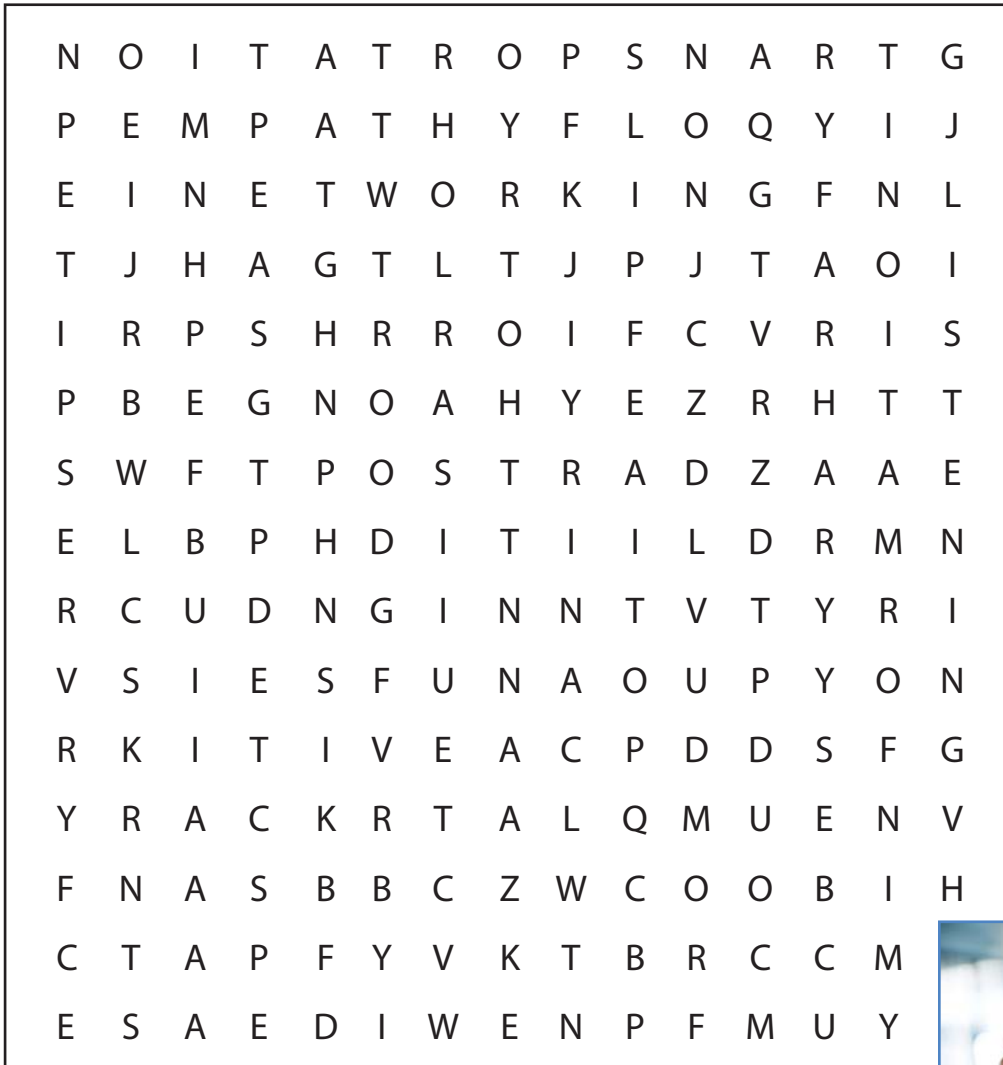 N O I T A T R O P S N A R T G
P E M P A T H Y F L O Q Y I J
E I N E T W O R K I N G F N L
T J H A G T L T J P J T A O I
I R P S H R R O I F C V R I S
P B E G N O A H Y E Z R H T T
S W F T P O S T R A D Z A A E
E L B P H D I T I I L D R M N
R C U D N G I N N T V T Y R I
V S I E S F U N A O U P Y O N
R K I T I V E A C P D D S F G
Y R A C K R T A L Q M U E N V
F N A S B B C Z W C O O B I H
C T A P F Y V K T B R C C M
E S A E D I W E N P F M U Y